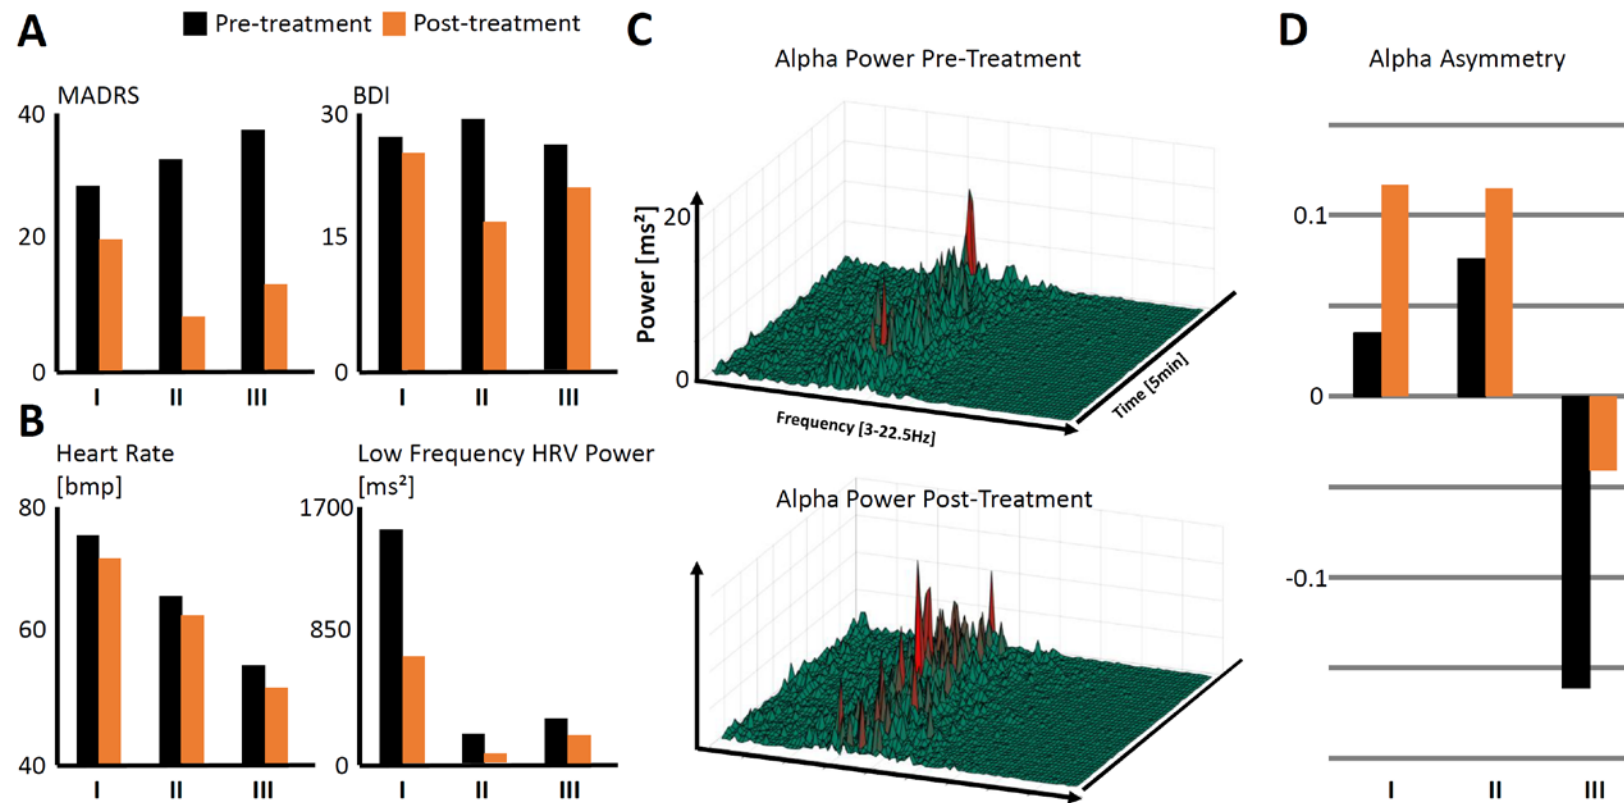 A
Pre-treatment
Post-treatment
MADRS
40
20
0
I II III
BDI
30
15
0
I II III
B
Heart Rate
[bmp]
80
60
40
I II III
Low Frequency HRV Power
[ms²]
1700
850
0
I II III
C
Alpha Power Pre-Treatment
Power [ms²]
20
0
Frequency [3-22.5Hz]
Time [5min]
Alpha Power Post-Treatment
D
Alpha Asymmetry
0.1
0
-0.1
I II III